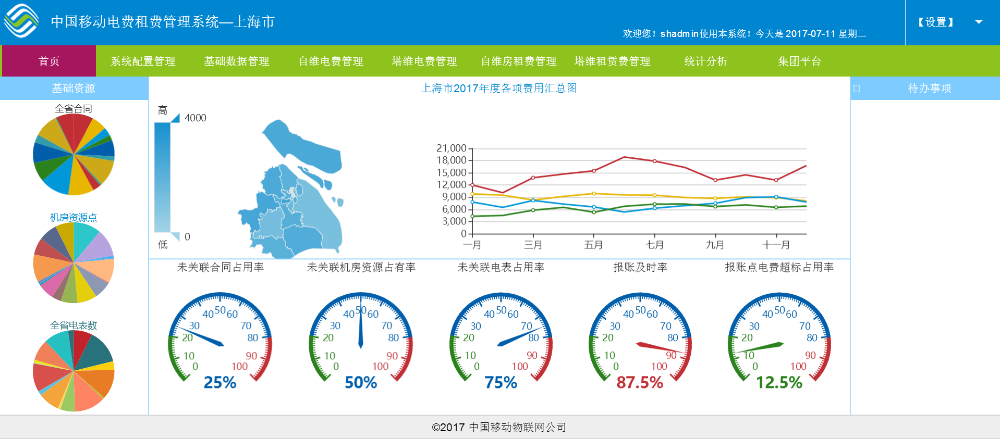 中国移动电费租费管理系统—上海市
欢迎您！shadmin使用本系统！今天是 2017-07-11 星期二
【设置】
首页 系统配置管理 基础数据管理 自维电费管理 塔维电费管理 自维房租费管理 塔维租赁费管理 统计分析 集团平台
基础资源
全省合同
机房资源点
全省电表数
上海市2017年度各项费用汇总图
高
4000
0
低
21,000
18,000
15,000
12,000
9,000
6,000
3,000
0
一月 三月 五月 七月 九月 十一月
未关联合同占用率
0 10 20 30 40 50 60 70 80 90 100
25%
未关联机房资源占有率
0 10 20 30 40 50 60 70 80 90 100
50%
未关联电表占用率
0 10 20 30 40 50 60 70 80 90 100
75%
报账及时率
0 10 20 30 40 50 60 70 80 90 100
87.5%
报账点电费超标占用率
0 10 20 30 40 50 60 70 80 90 100
12.5%
待办事项
©2017 中国移动物联网公司